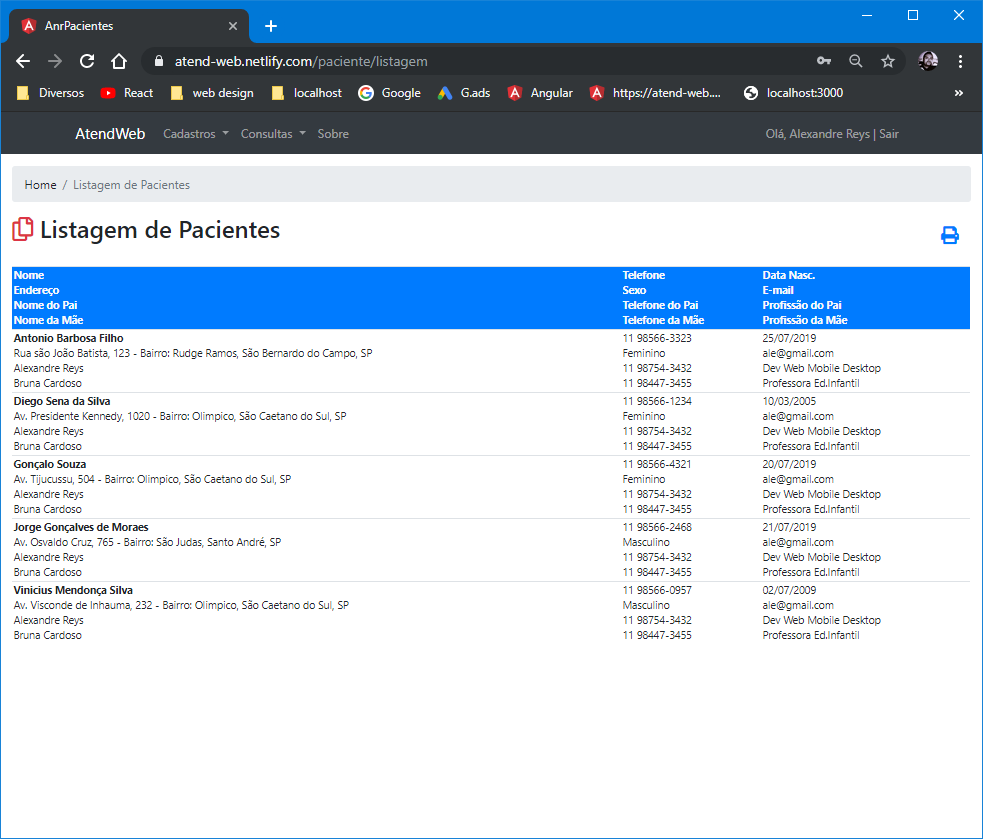 AnrPacientes
atend-web.netlify.com/paciente/listagem
Diversos React web design localhost Google G.ads Angular https://atend-web.... localhost:3000 »
AtendWeb Cadastros Consultas Sobre Olá, Alexandre Reys | Sair
Home / Listagem de Pacientes
Listagem de Pacientes
Nome Telefone Data Nasc.
Endereço Sexo E-mail
Nome do Pai Telefone do Pai Profissão do Pai
Nome da Mãe Telefone da Mãe Profissão da Mãe
Antonio Barbosa Filho 11 98566-3323 25/07/2019
Rua são João Batista, 123 - Bairro: Rudge Ramos, São Bernardo do Campo, SP Feminino ale@gmail.com
Alexandre Reys 11 98754-3432 Dev Web Mobile Desktop
Bruna Cardoso 11 98447-3455 Professora Ed.Infantil
Diego Sena da Silva 11 98566-1234 10/03/2005
Av. Presidente Kennedy, 1020 - Bairro: Olimpico, São Caetano do Sul, SP Feminino ale@gmail.com
Alexandre Reys 11 98754-3432 Dev Web Mobile Desktop
Bruna Cardoso 11 98447-3455 Professora Ed.Infantil
Gonçalo Souza 11 98566-4321 20/07/2019
Av. Tijucussu, 504 - Bairro: Olimpico, São Caetano do Sul, SP Feminino ale@gmail.com
Alexandre Reys 11 98754-3432 Dev Web Mobile Desktop
Bruna Cardoso 11 98447-3455 Professora Ed.Infantil
Jorge Gonçalves de Moraes 11 98566-2468 21/07/2019
Av. Osvaldo Cruz, 765 - Bairro: São Judas, Santo André, SP Masculino ale@gmail.com
Alexandre Reys 11 98754-3432 Dev Web Mobile Desktop
Bruna Cardoso 11 98447-3455 Professora Ed.Infantil
Vinicius Mendonça Silva 11 98566-0957 02/07/2009
Av. Visconde de Inhauma, 232 - Bairro: Olimpico, São Caetano do Sul, SP Masculino ale@gmail.com
Alexandre Reys 11 98754-3432 Dev Web Mobile Desktop
Bruna Cardoso 11 98447-3455 Professora Ed.Infantil